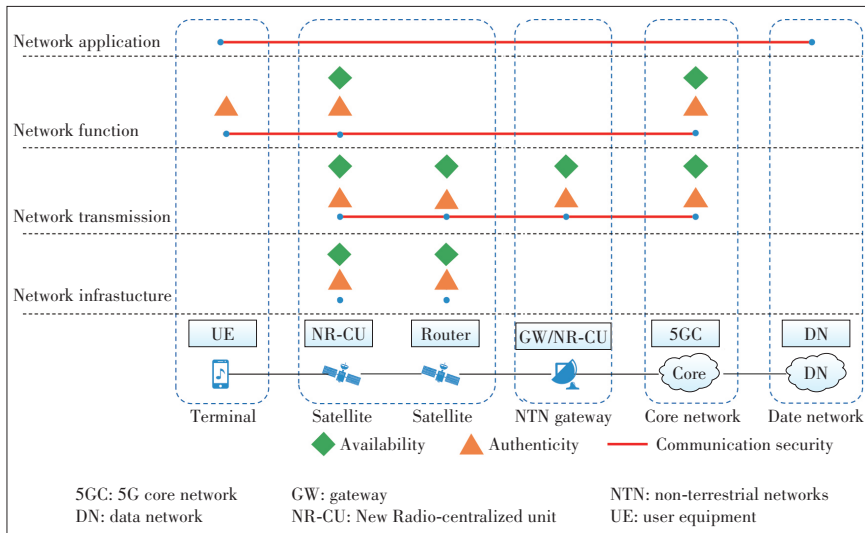 Network application
Network function
Network transmission
Network infrastucture
UE
NR-CU
Router
GW/NR-CU
5GC
DN
Core
DN
Terminal
Satellite
Satellite
NTN gateway
Core network
Date network
Availability
Authenticity
Communication security
5GC: 5G core network
GW: gateway
NTN: non-terrestrial networks
DN: data network
NR-CU: New Radio-centralized unit
UE: user equipment